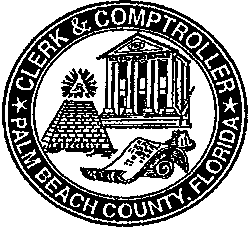 CLERK & COMPTROLLER
PALM BEACH COUNTY, FLORIDA